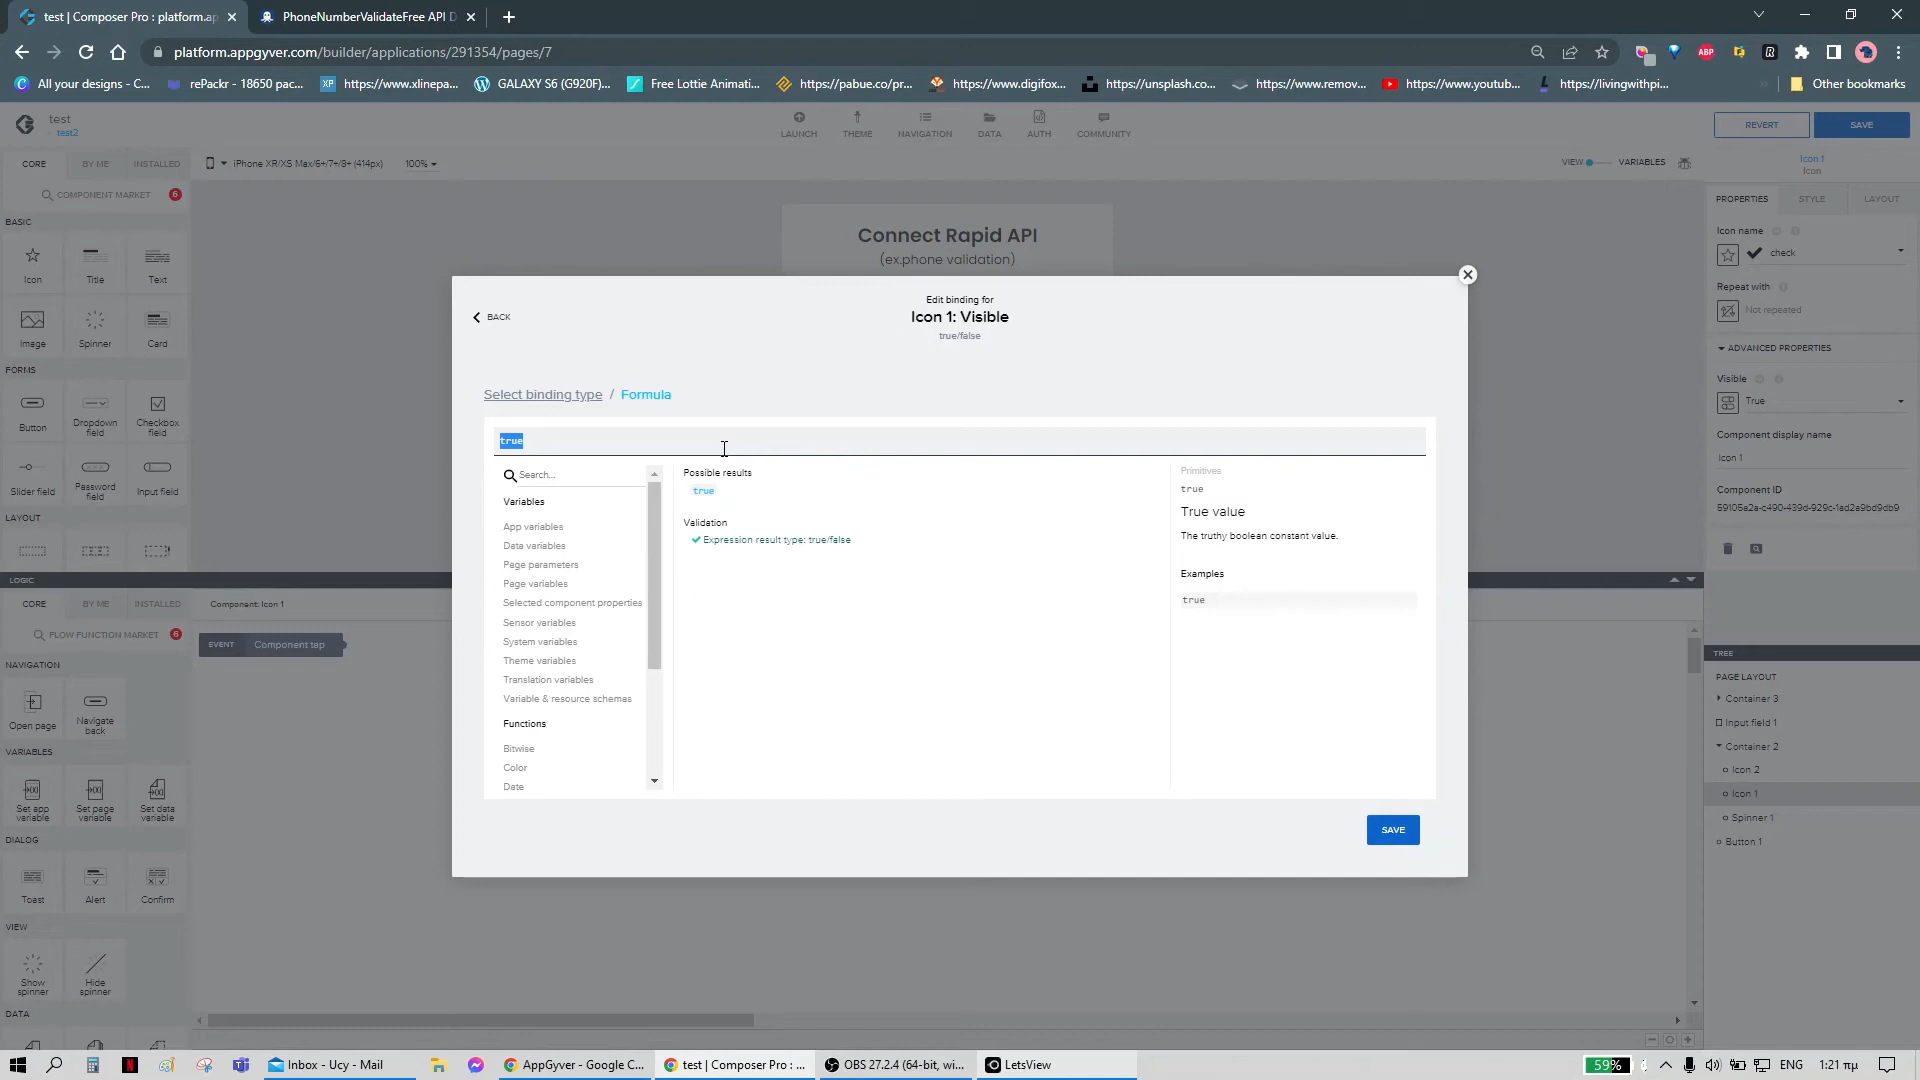 test | Composer Pro : platform.ap
PhoneNumberValidateFree API D
platform.appgyver.com/builder/applications/291354/pages/7
ABP
All your designs - C...
rePackr - 18650 pac...
XP
https://www.xlinepa...
GALAXY S6 (G920F)...
Free Lottie Animati...
https://pabue.co/pr...
https://www.digifox...
https://unsplash.co...
https://www.remov...
https://www.youtub...
https://livingwithpi...
Other bookmarks
test
test2
LAUNCH
THEME
NAVIGATION
DATA
AUTH
COMMUNITY
REVERT
SAVE
CORE
BY ME
INSTALLED
iPhone XR/XS Max/6+/7+/8+ (414px)
100%
VIEW
VARIABLES
Icon 1
Icon
COMPONENT MARKET
6
BASIC
Icon
Title
Text
Image
Spinner
Card
FORMS
Button
Dropdown field
Checkbox field
Slider field
Password field
Input field
LAYOUT
Connect Rapid API
(ex.phone validation)
PROPERTIES
STYLE
LAYOUT
Icon name
check
Repeat with
Not repeated
ADVANCED PROPERTIES
Visible
True
Component display name
Icon 1
Component ID
59105a2a-c490-439d-929c-1ad2a9bd9db9
BACK
Edit binding for
Icon 1: Visible
true/false
Select binding type / Formula
true
Search...
Variables
App variables
Data variables
Page parameters
Page variables
Selected component properties
Sensor variables
System variables
Theme variables
Translation variables
Variable & resource schemas
Functions
Bitwise
Color
Date
Possible results
true
Validation
Expression result type: true/false
Primitives
true
True value
The truthy boolean constant value.
Examples
true
SAVE
LOGIC
CORE
BY ME
INSTALLED
Component: Icon 1
FLOW FUNCTION MARKET
6
EVENT
Component tap
NAVIGATION
Open page
Navigate back
VARIABLES
Set app variable
Set page variable
Set data variable
DIALOG
Toast
Alert
Confirm
VIEW
Show spinner
Hide spinner
DATA
TREE
PAGE LAYOUT
Container 3
Input field 1
Container 2
Icon 2
Icon 1
Spinner 1
Button 1
Inbox - Ucy - Mail
AppGyver - Google C...
test | Composer Pro : ...
OBS 27.2.4 (64-bit, wi...
LetsView
59%
ENG
1:21 πμ